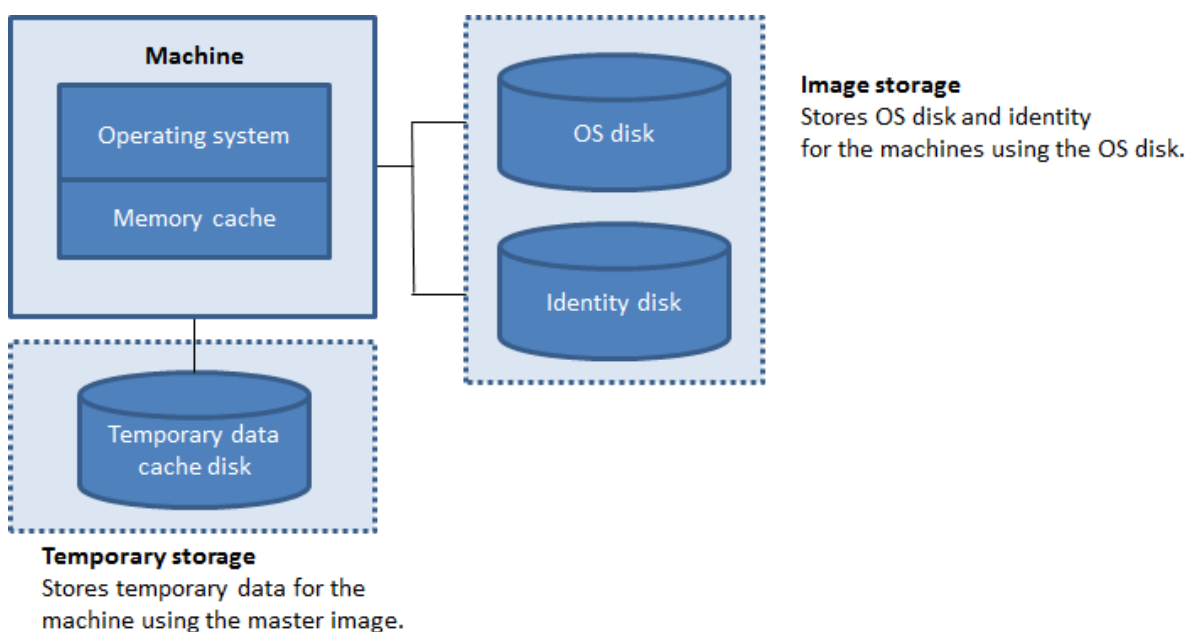 Machine
Operating system
Memory cache
OS disk
Identity disk
Image storage
Stores OS disk and identity
for the machines using the OS disk.
Temporary data
cache disk
Temporary storage
Stores temporary data for the
machine using the master image.